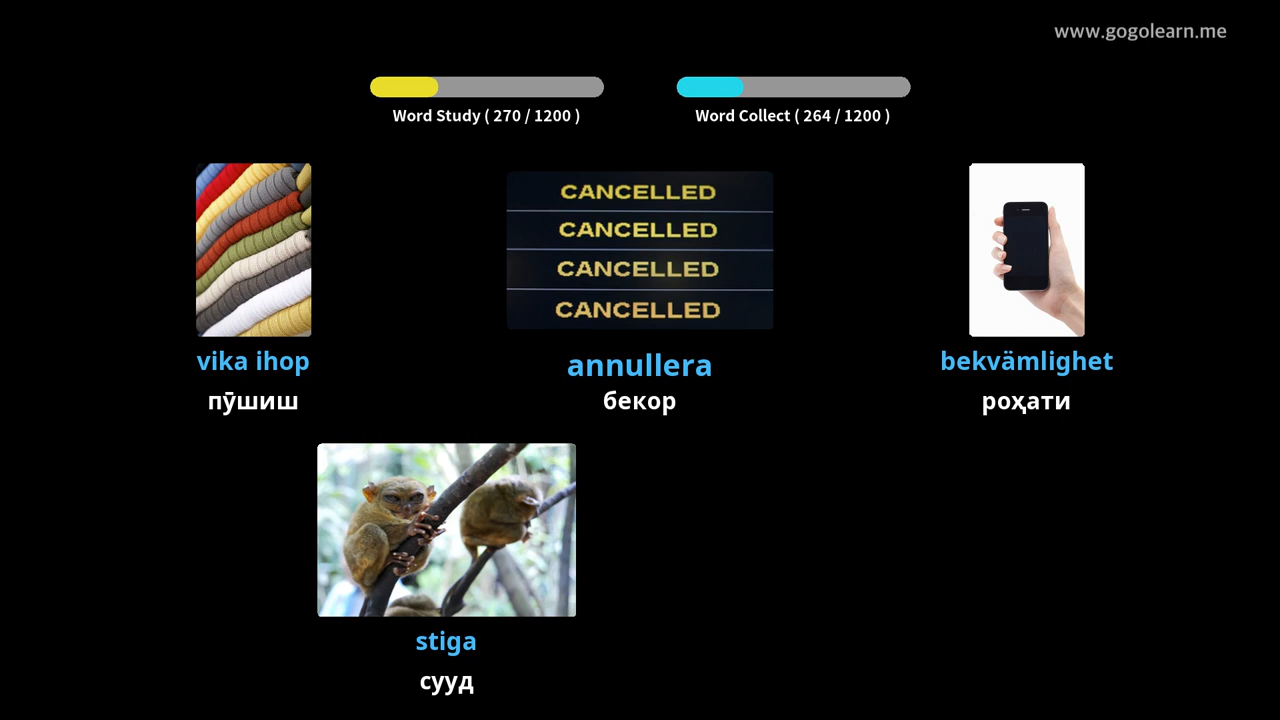 www.gogolearn.me
Word Study ( 270 / 1200 )
Word Collect ( 264 / 1200 )
CANCELLED
CANCELLED
CANCELLED
CANCELLED
vika ihop
annullera
bekvämlighet
пӯшиш
бекор
роҳати
stiga
сууд